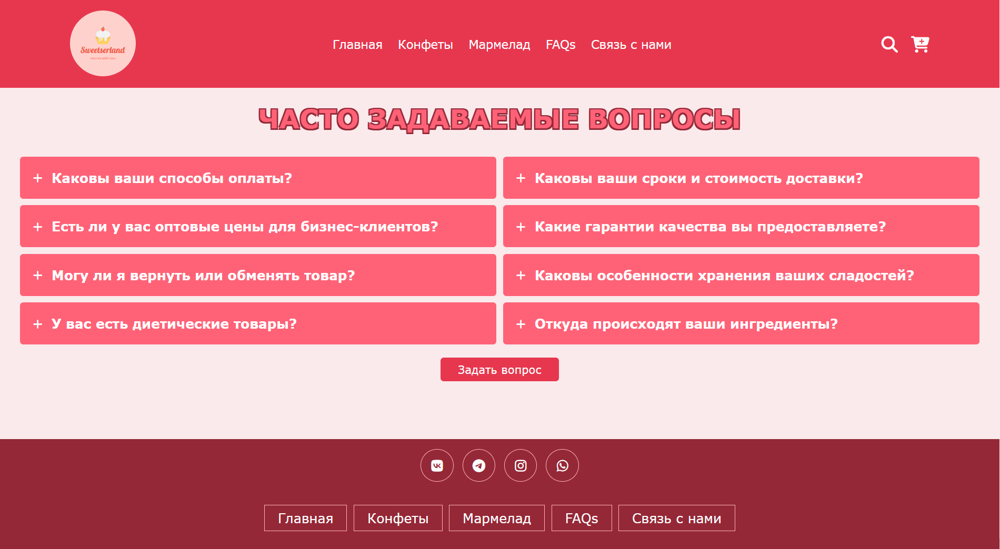 Sweetserland
Sweets with love
Главная Конфеты Мармелад FAQs Связь с нами
ЧАСТО ЗАДАВАЕМЫЕ ВОПРОСЫ
+ Каковы ваши способы оплаты?
+ Каковы ваши сроки и стоимость доставки?
+ Есть ли у вас оптовые цены для бизнес-клиентов?
+ Какие гарантии качества вы предоставляете?
+ Могу ли я вернуть или обменять товар?
+ Каковы особенности хранения ваших сладостей?
+ У вас есть диетические товары?
+ Откуда происходят ваши ингредиенты?
Задать вопрос
Главная Конфеты Мармелад FAQs Связь с нами